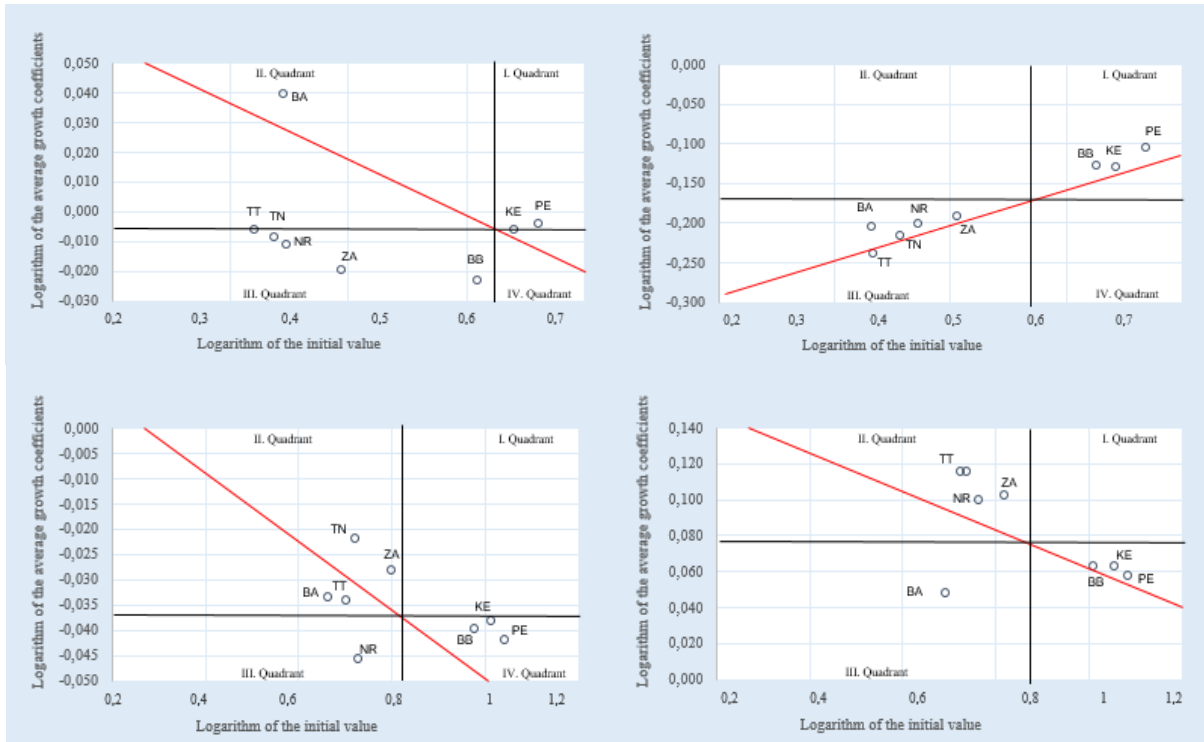 Logarithm of the average growth coefficients
0,050
0,040
0,030
0,020
0,010
0,000
-0,010
-0,020
-0,030
II. Quadrant
I. Quadrant
BA
TT
TN
NR
ZA
BB
KE
PE
III. Quadrant
IV. Quadrant
0,2
0,4
0,5
0,6
0,7
Logarithm of the initial value
Logarithm of the average growth coefficients
0,000
-0,050
-0,100
-0,150
-0,200
-0,250
-0,300
II. Quadrant
I. Quadrant
PE
BB
KE
BA
NR
TN
ZA
TT
III. Quadrant
IV. Quadrant
0,2
0,3
0,4
0,5
0,6
0,7
Logarithm of the initial value
Logarithm of the average growth coefficients
0,000
-0,005
-0,010
-0,015
-0,020
-0,025
-0,030
-0,035
-0,040
-0,045
-0,050
II. Quadrant
I. Quadrant
TN
ZA
BA
TT
KE
BB
PE
NR
III. Quadrant
IV. Quadrant
0,2
0,4
0,6
0,8
1
1,2
Logarithm of the initial value
Logarithm of the average growth coefficients
0,140
0,120
0,100
0,080
0,060
0,040
0,020
0,000
II. Quadrant
I. Quadrant
TT
NR
ZA
KE
BB
PE
BA
III. Quadrant
IV. Quadrant
0,2
0,4
0,6
0,8
1
1,2
Logarithm of the initial value